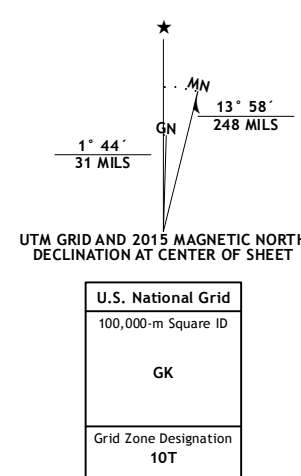 ★
MN
GN
13° 58´
248 MILS
1° 44´
31 MILS
UTM GRID AND 2015 MAGNETIC NORTH
DECLINATION AT CENTER OF SHEET
U.S. National Grid
100,000-m Square ID
GK
Grid Zone Designation
10T